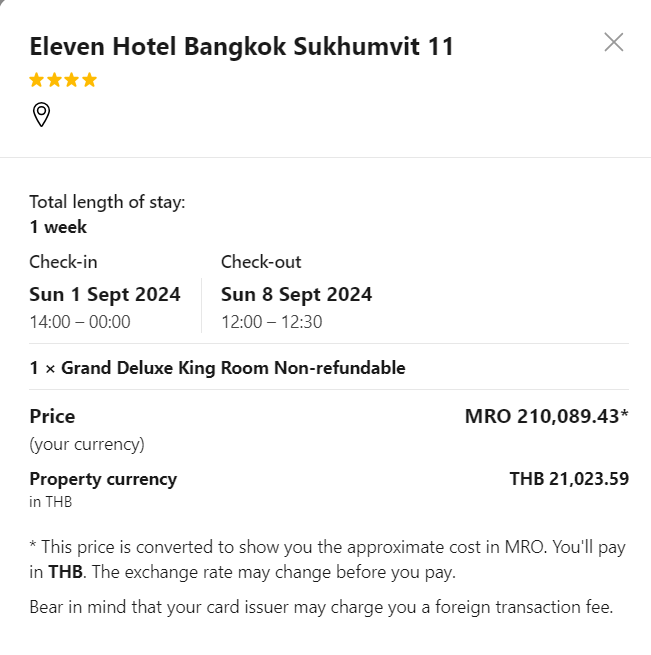 Eleven Hotel Bangkok Sukhumvit 11
Total length of stay:
1 week
Check-in
Check-out
Sun 1 Sept 2024
Sun 8 Sept 2024
14:00 – 00:00
12:00 – 12:30
1 × Grand Deluxe King Room Non-refundable
Price
MRO 210,089.43*
(your currency)
Property currency
THB 21,023.59
in THB
* This price is converted to show you the approximate cost in MRO. You'll pay
in THB. The exchange rate may change before you pay.
Bear in mind that your card issuer may charge you a foreign transaction fee.